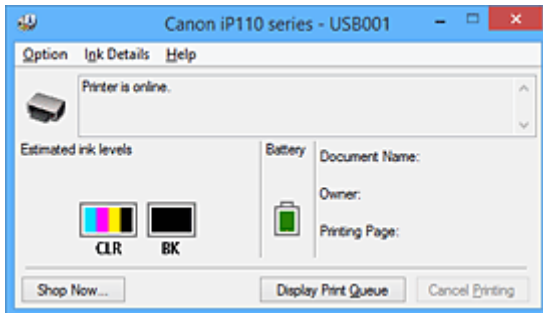 Canon iP110 series - USB001
Option Ink Details Help
Printer is online.
Estimated ink levels
Battery
Document Name:
Owner:
Printing Page:
CLR BK
Shop Now... Display Print Queue Cancel Printing